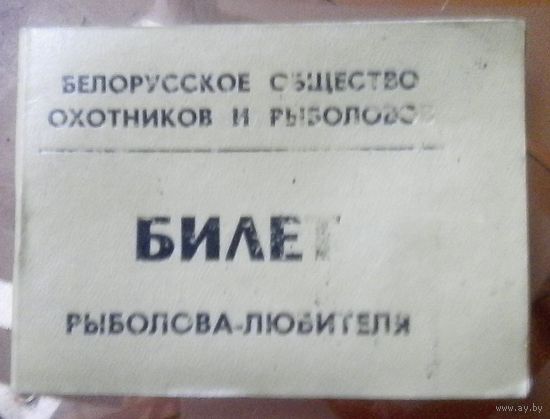 БЕЛОРУССКОЕ ОБЩЕСТВО
ОХОТНИКОВ И РЫБОЛОВОВ
БИЛЕТ
РЫБОЛОВА-ЛЮБИТЕЛЯ
www.ay.by